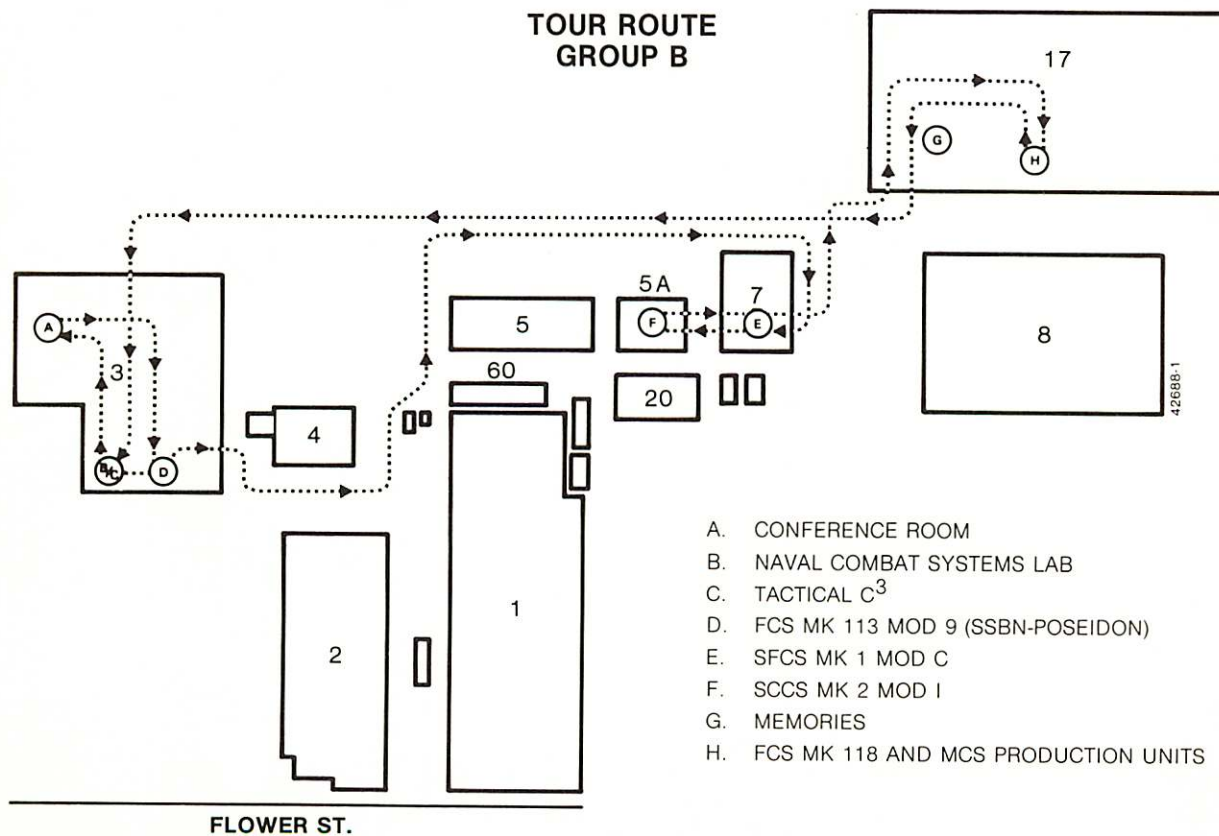 TOUR ROUTE
GROUP B
17
G
H
5A
7
5
F
E
8
A
3
60
20
4
B/C
D
42688-1
1
2
A. CONFERENCE ROOM
B. NAVAL COMBAT SYSTEMS LAB
C. TACTICAL C³
D. FCS MK 113 MOD 9 (SSBN-POSEIDON)
E. SFCS MK 1 MOD C
F. SCCS MK 2 MOD I
G. MEMORIES
H. FCS MK 118 AND MCS PRODUCTION UNITS
FLOWER ST.